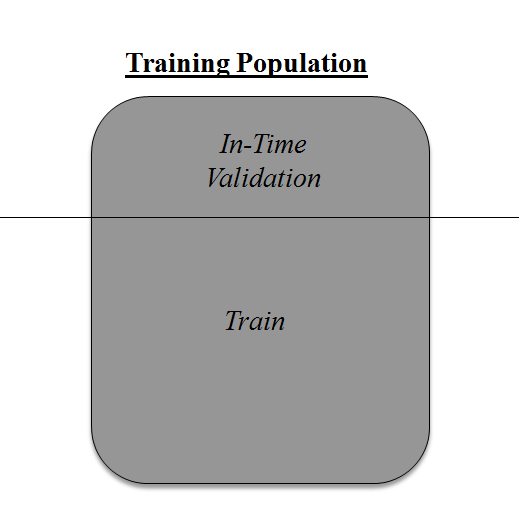 Training Population
In-Time
Validation
Train